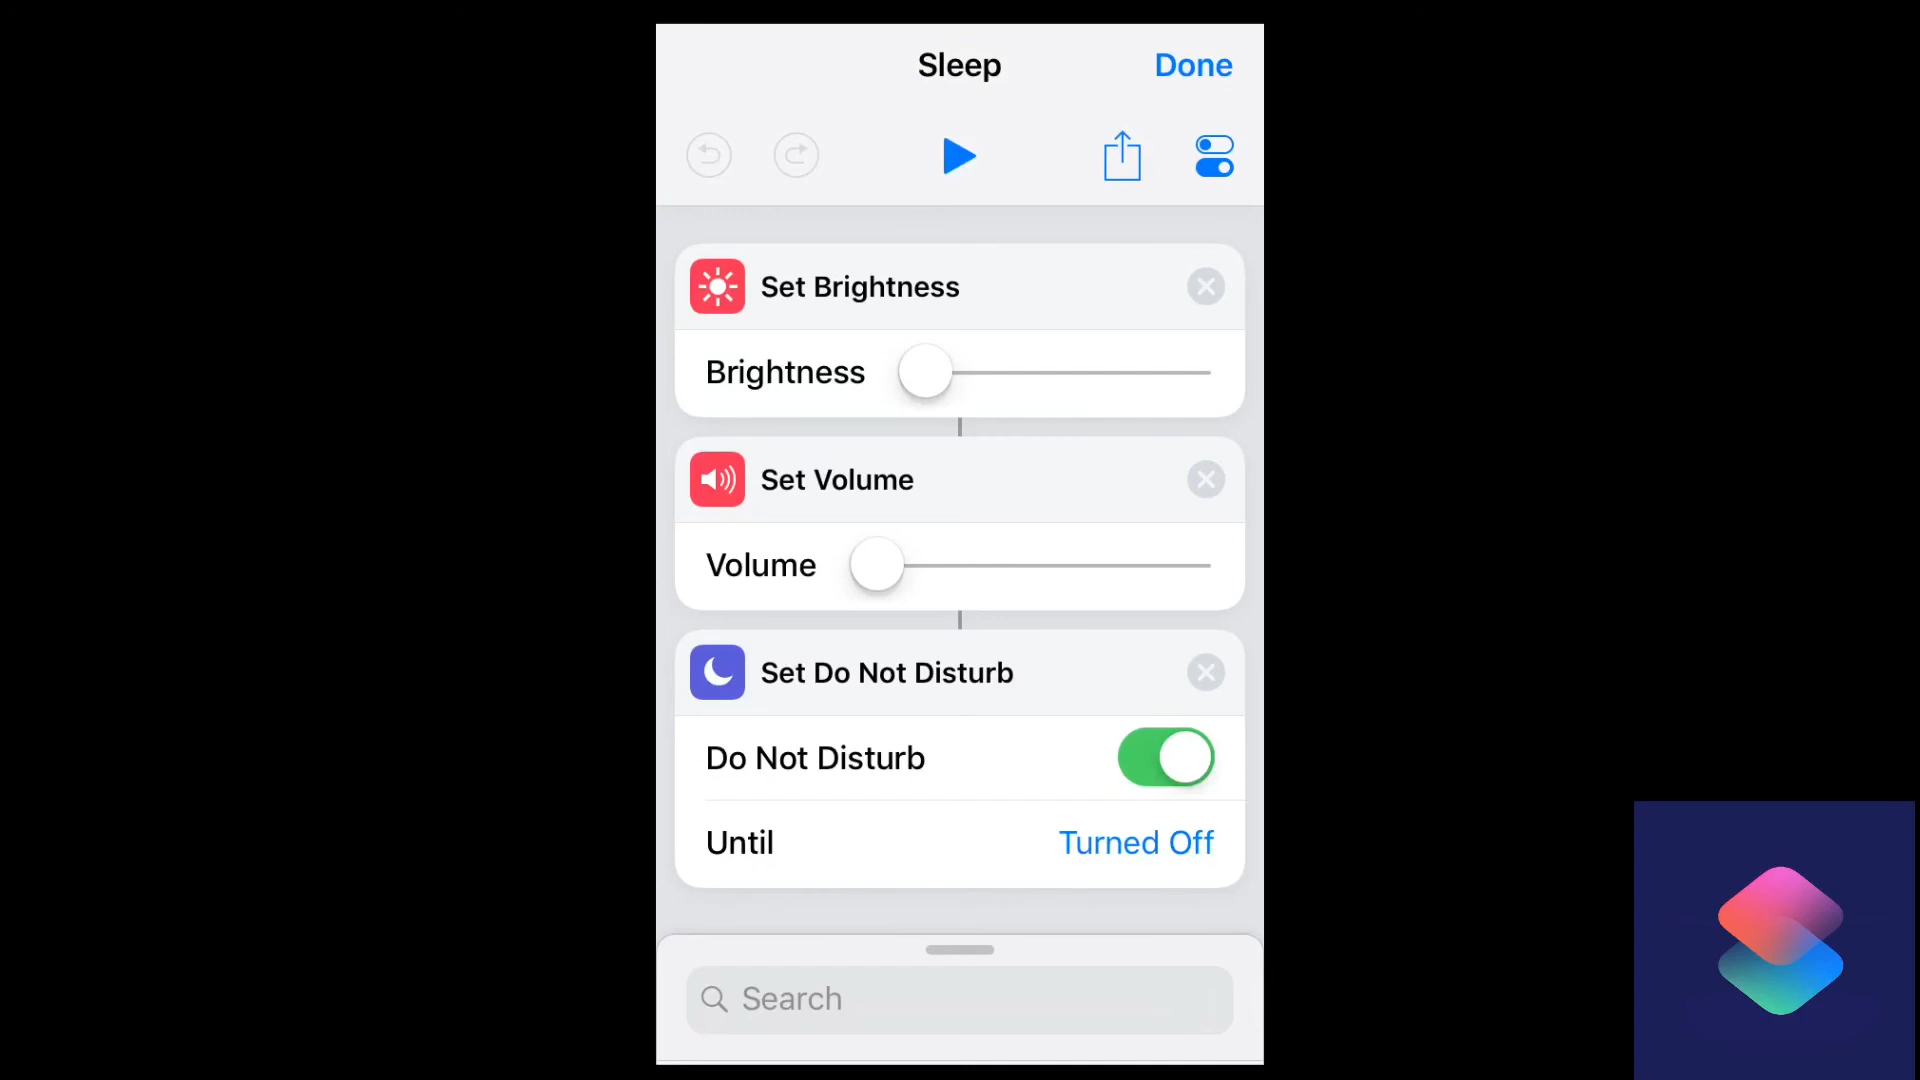 Sleep
Done
Set Brightness
Brightness
Set Volume
Volume
Set Do Not Disturb
Do Not Disturb
Until
Turned Off
Search